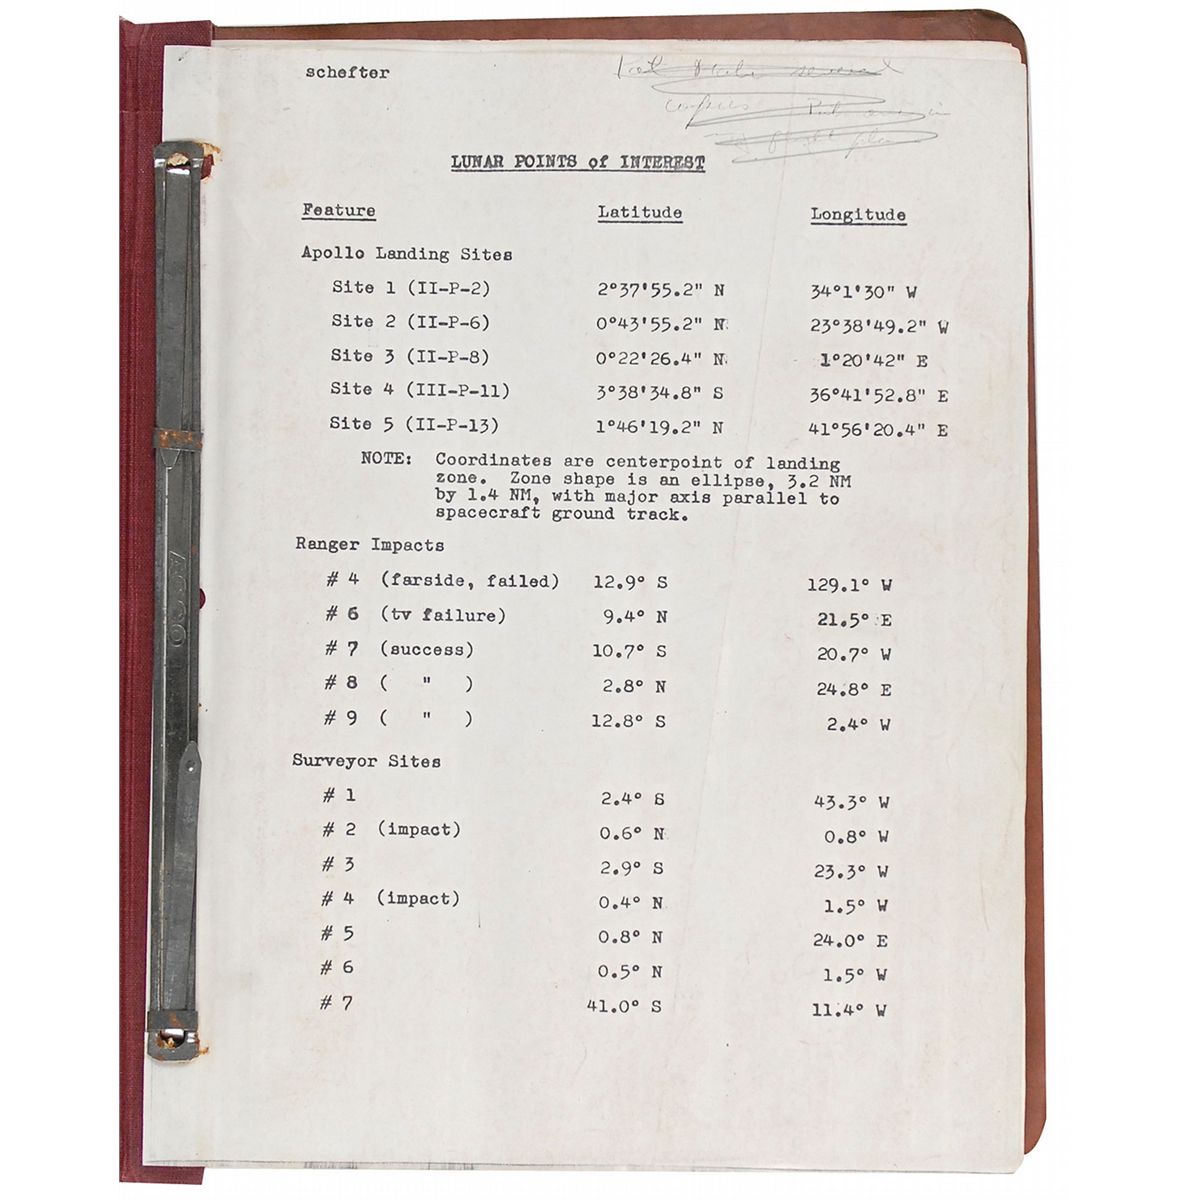 schefter
several
copies
LUNAR POINTS of INTEREST
Feature Latitude Longitude
Apollo Landing Sites
Site 1 (II-P-2) 2°37'55.2" N 34°1'30" W
Site 2 (II-P-6) 0°43'55.2" N 23°38'49.2" W
Site 3 (II-P-8) 0°22'26.4" N 1°20'42" E
Site 4 (III-P-11) 3°38'34.8" S 36°41'52.8" E
Site 5 (II-P-13) 1°46'19.2" N 41°56'20.4" E
NOTE: Coordinates are centerpoint of landing
zone. Zone shape is an ellipse, 3.2 NM
by 1.4 NM, with major axis parallel to
spacecraft ground track.
Ranger Impacts
# 4 (farside, failed) 12.9° S 129.1° W
# 6 (tv failure) 9.4° N 21.5° E
# 7 (success) 10.7° S 20.7° W
# 8 ( " ) 2.8° N 24.8° E
# 9 ( " ) 12.8° S 2.4° W
Surveyor Sites
# 1 2.4° S 43.3° W
# 2 (impact) 0.6° N 0.8° W
# 3 2.9° S 23.3° W
# 4 (impact) 0.4° N 1.5° W
# 5 0.8° N 24.0° E
# 6 0.5° N 1.5° W
# 7 41.0° S 11.4° W
ACCO